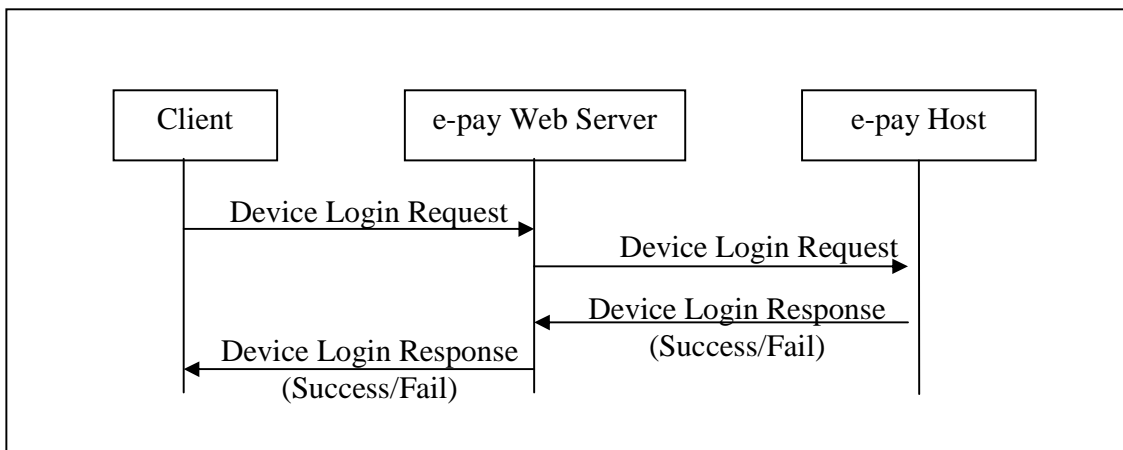 Client
e-pay Web Server
e-pay Host
Device Login Request
Device Login Request
Device Login Response
(Success/Fail)
Device Login Response
(Success/Fail)